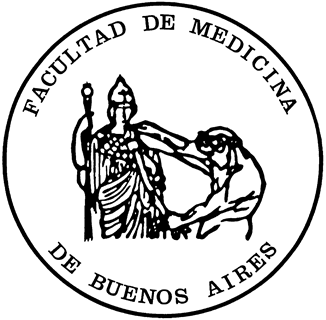 FACULTAD DE MEDICINA
DE BUENOS AIRES